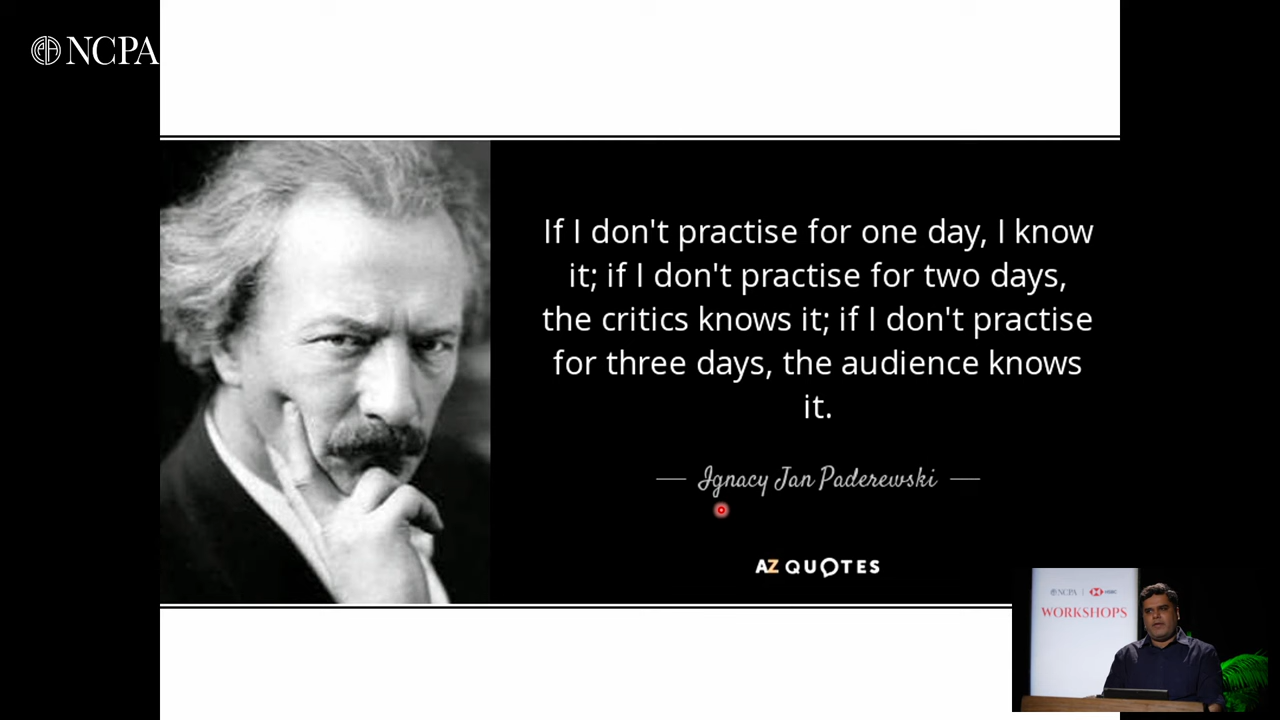 NCPA
If I don't practise for one day, I know
it; if I don't practise for two days,
the critics knows it; if I don't practise
for three days, the audience knows
it.
Ignacy Jan Paderewski
AZ QUOTES
NCPA | HSBC
WORKSHOPS